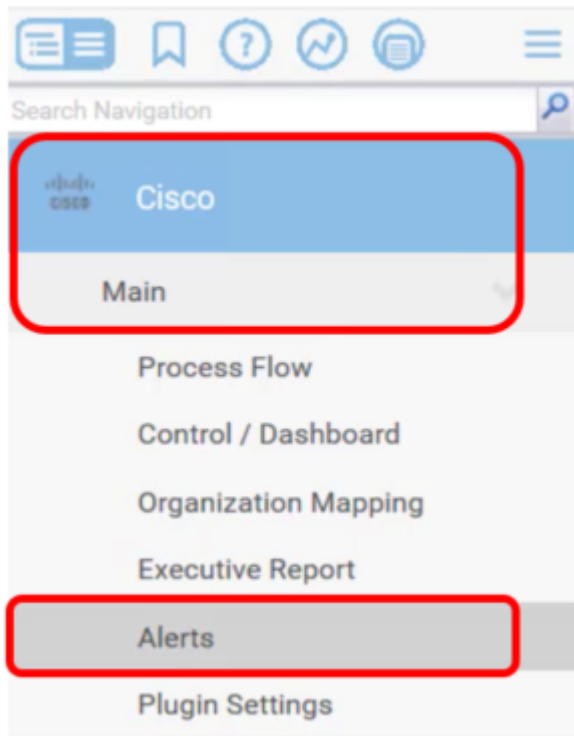 ?
Search Navigation
CISCO Cisco
Main
Process Flow
Control / Dashboard
Organization Mapping
Executive Report
Alerts
Plugin Settings